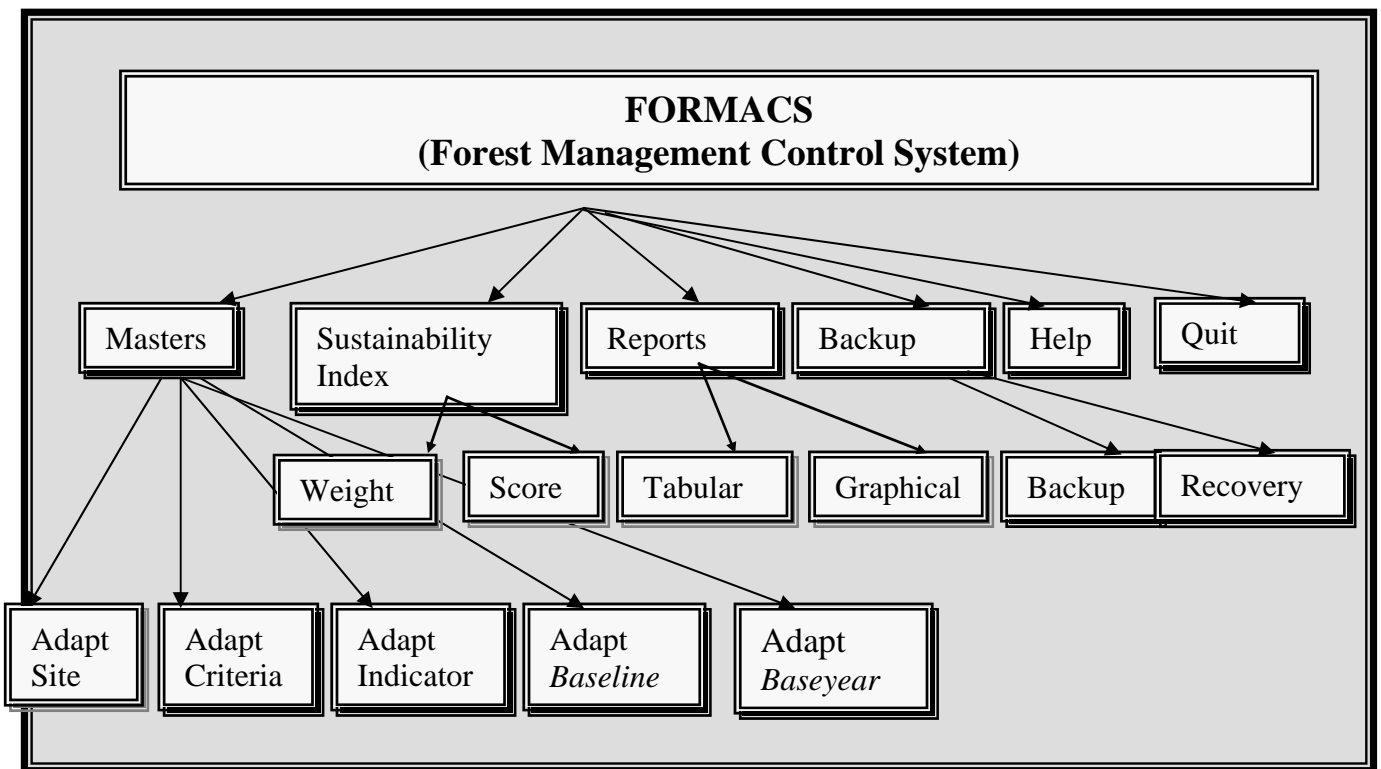 FORMACS
(Forest Management Control System)
Masters
Sustainability
Index
Reports
Backup
Help
Quit
Weight
Score
Tabular
Graphical
Backup
Recovery
Adapt
Site
Adapt
Criteria
Adapt
Indicator
Adapt
Baseline
Adapt
Baseyear